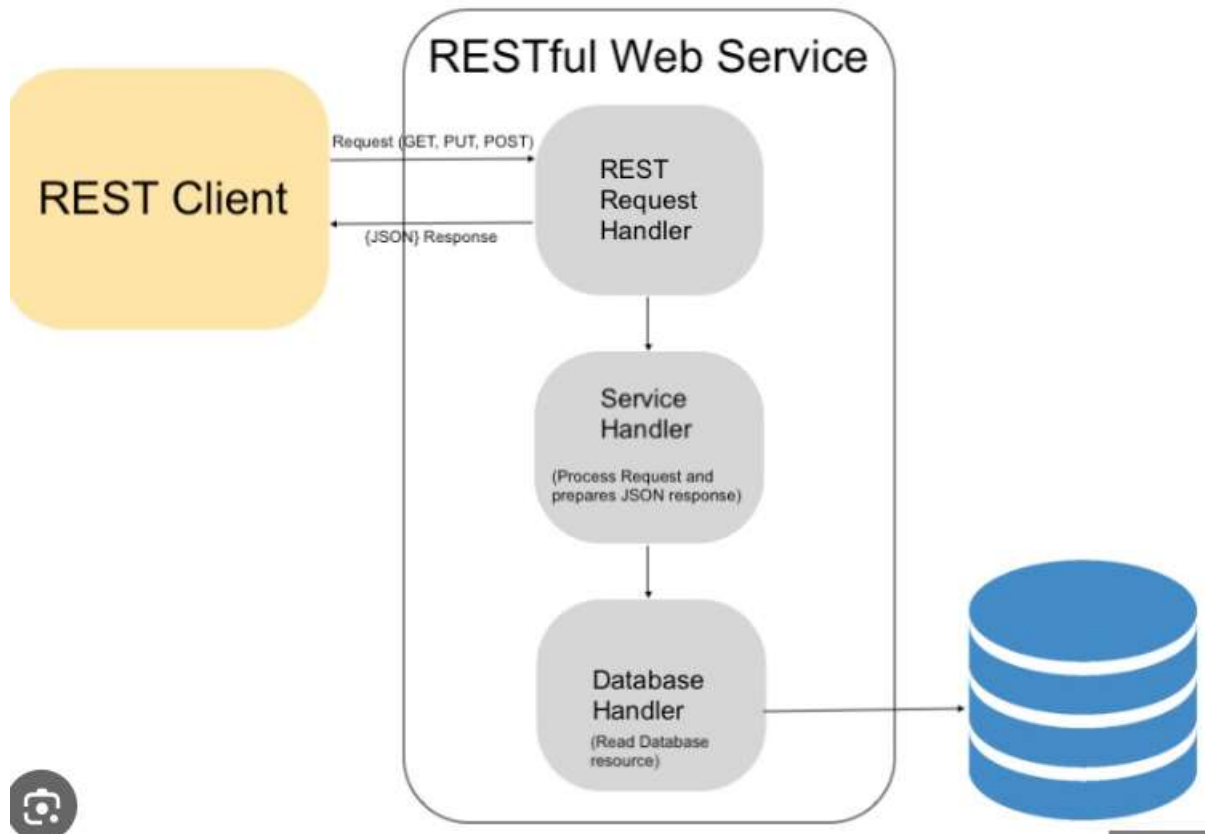 RESTful Web Service
REST Client
Request (GET, PUT, POST)
{JSON} Response
REST
Request
Handler
Service
Handler
(Process Request and
prepares JSON response)
Database
Handler
(Read Database
resource)